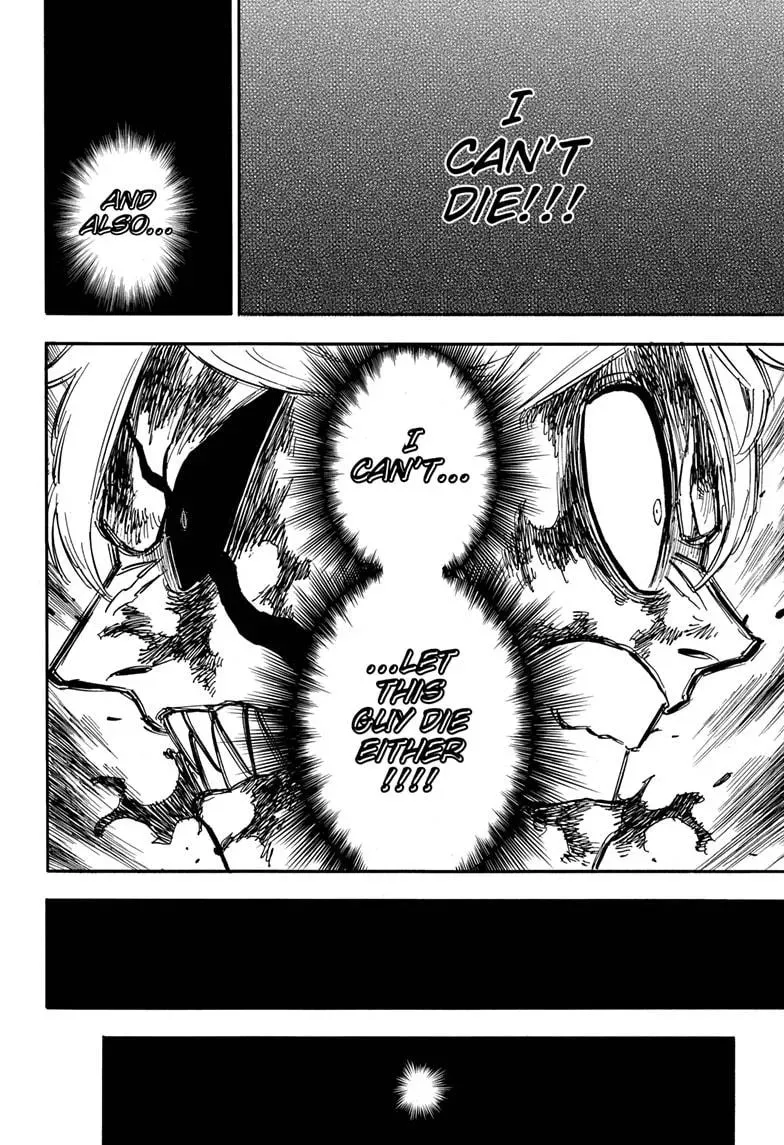 I
CAN'T
DIE!!!
AND
ALSO...
I
CAN'T...
...LET
THIS
GUY DIE
EITHER
!!!!